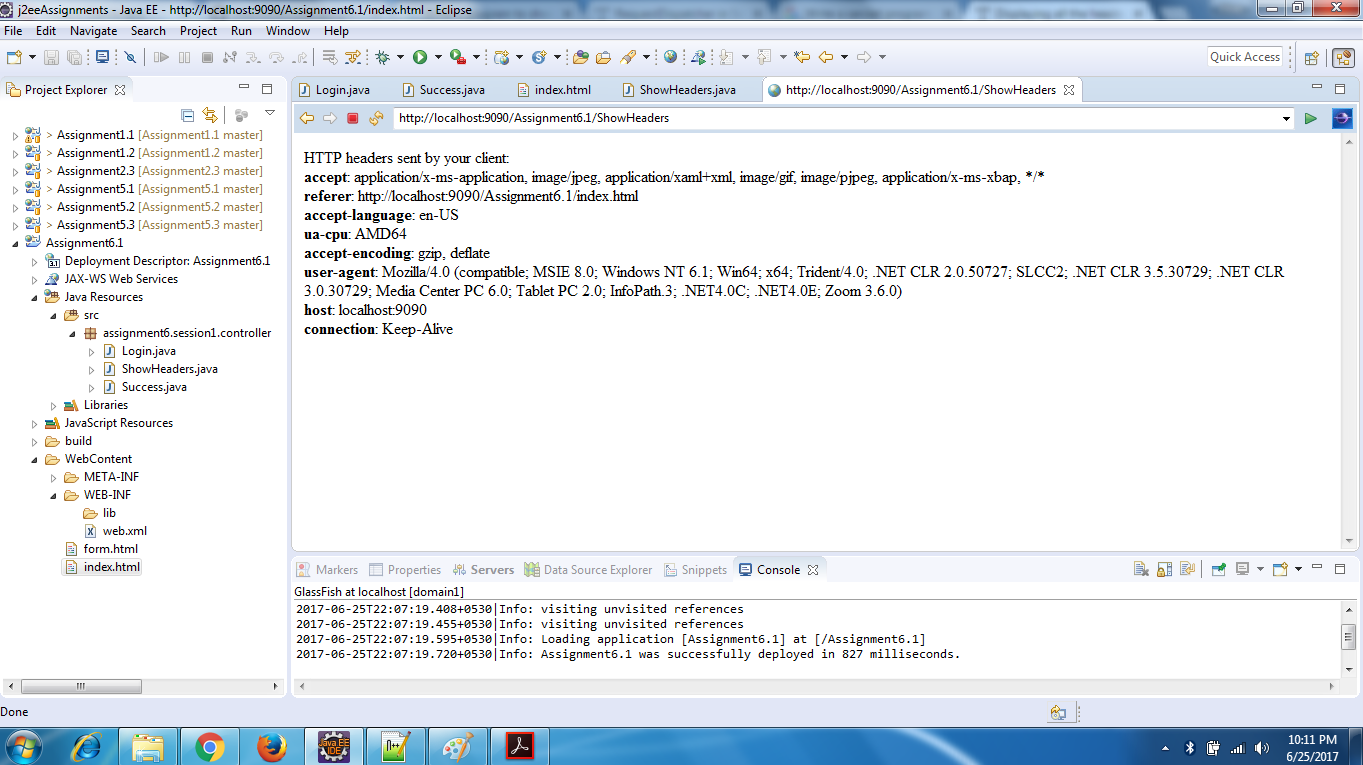 j2eeAssignments - Java EE - http://localhost:9090/Assignment6.1/index.html - Eclipse
File Edit Navigate Search Project Run Window Help
Quick Access
Project Explorer
Assignment1.1 [Assignment1.1 master]
> Assignment1.2 [Assignment1.2 master]
> Assignment2.3 [Assignment2.3 master]
> Assignment5.1 [Assignment5.1 master]
> Assignment5.2 [Assignment5.2 master]
> Assignment5.3 [Assignment5.3 master]
Assignment6.1
Deployment Descriptor: Assignment6.1
JAX-WS Web Services
Java Resources
src
assignment6.session1.controller
Login.java
ShowHeaders.java
Success.java
Libraries
JavaScript Resources
build
WebContent
META-INF
WEB-INF
lib
web.xml
form.html
index.html
Login.java Success.java index.html ShowHeaders.java http://localhost:9090/Assignment6.1/ShowHeaders
http://localhost:9090/Assignment6.1/ShowHeaders
HTTP headers sent by your client:
accept: application/x-ms-application, image/jpeg, application/xaml+xml, image/gif, image/pjpeg, application/x-ms-xbap, */*
referer: http://localhost:9090/Assignment6.1/index.html
accept-language: en-US
ua-cpu: AMD64
accept-encoding: gzip, deflate
user-agent: Mozilla/4.0 (compatible; MSIE 8.0; Windows NT 6.1; Win64; x64; Trident/4.0; .NET CLR 2.0.50727; SLCC2; .NET CLR 3.5.30729; .NET CLR
3.0.30729; Media Center PC 6.0; Tablet PC 2.0; InfoPath.3; .NET4.0C; .NET4.0E; Zoom 3.6.0)
host: localhost:9090
connection: Keep-Alive
Markers Properties Servers Data Source Explorer Snippets Console
GlassFish at localhost [domain1]
2017-06-25T22:07:19.408+0530|Info: visiting unvisited references
2017-06-25T22:07:19.455+0530|Info: visiting unvisited references
2017-06-25T22:07:19.595+0530|Info: Loading application [Assignment6.1] at [/Assignment6.1]
2017-06-25T22:07:19.720+0530|Info: Assignment6.1 was successfully deployed in 827 milliseconds.
Done
Java EE
IDE
10:11 PM
6/25/2017